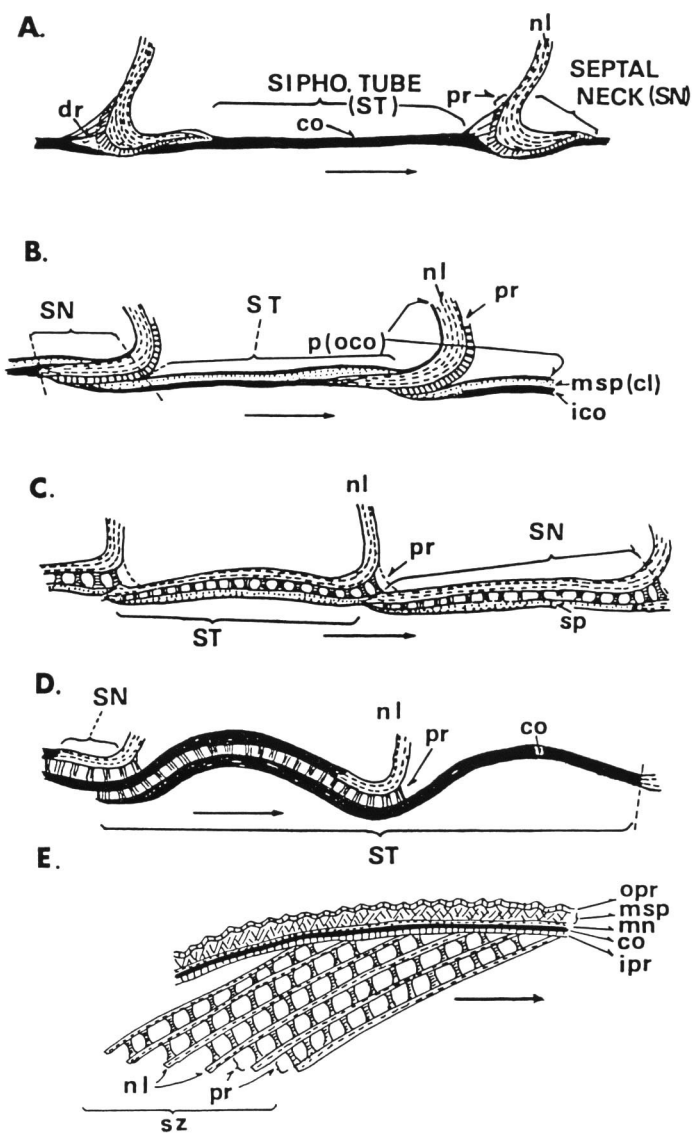 A.
nl
SIPHO. TUBE
(ST)
SEPTAL
NECK (SN)
dr
co
pr
B.
nl
pr
SN
ST
p(oco)
msp(cl)
ico
C.
nl
pr
SN
ST
sp
D.
SN
nl
pr
co
ST
E.
opr
msp
mn
co
ipr
nl
pr
sz